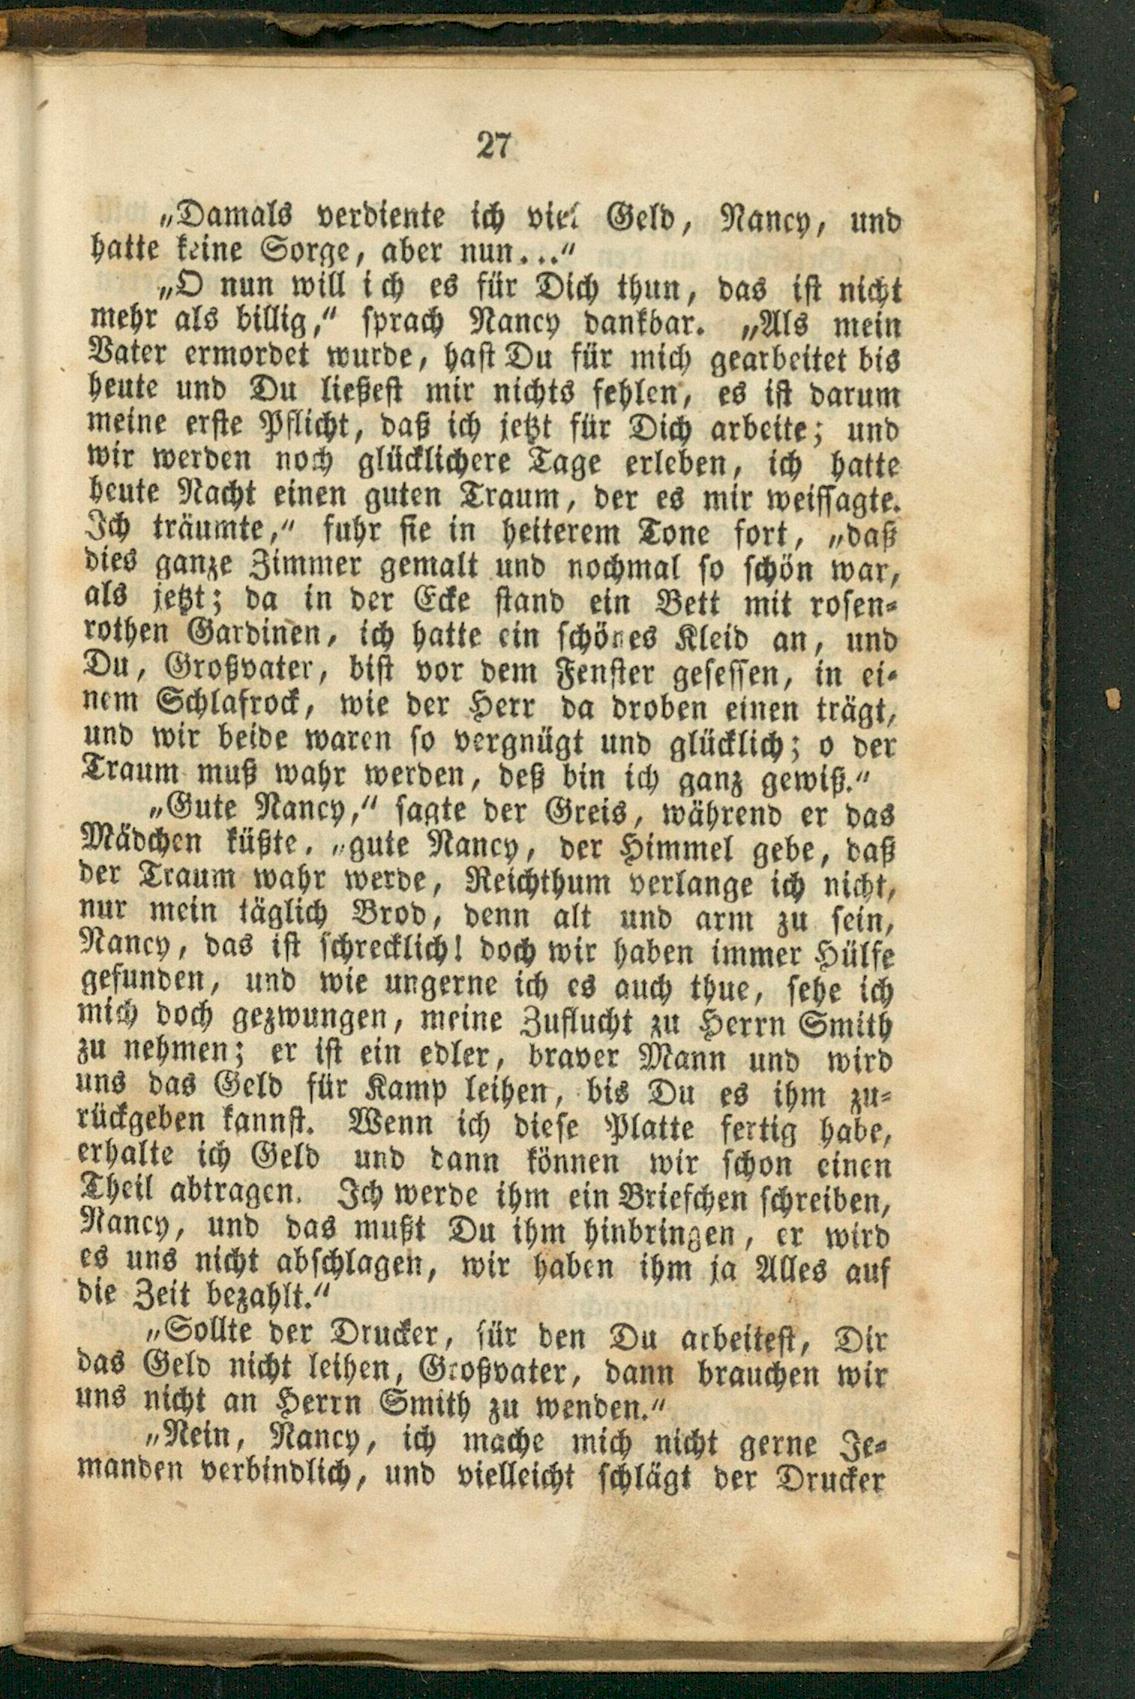 27
„Damals verdiente ich viel Geld, Nancy, und
hatte keine Sorge, aber nun...“
„O nun will ich es für Dich thun, das ist nicht
mehr als billig,“ sprach Nancy dankbar. „Als mein
Vater ermordet wurde, hast Du für mich gearbeitet bis
heute und Du ließest mir nichts fehlen, es ist darum
meine erste Pflicht, daß ich jetzt für Dich arbeite; und
wir werden noch glücklichere Tage erleben, ich hatte
heute Nacht einen guten Traum, der es mir weissagte.
Ich träumte,“ fuhr sie in heiterem Tone fort, „daß
dies ganze Zimmer gemalt und nochmal so schön war,
als jetzt; da in der Ecke stand ein Bett mit rosen-
rothen Gardinen, ich hatte ein schönes Kleid an, und
Du, Großvater, bist vor dem Fenster gesessen, in ei-
nem Schlafrock, wie der Herr da droben einen trägt,
und wir beide waren so vergnügt und glücklich; o der
Traum muß wahr werden, deß bin ich ganz gewiß.“
„Gute Nancy,“ sagte der Greis, während er das
Mädchen küßte, „gute Nancy, der Himmel gebe, daß
der Traum wahr werde, Reichthum verlange ich nicht,
nur mein täglich Brod, denn alt und arm zu sein,
Nancy, das ist schrecklich! doch wir haben immer Hülfe
gefunden, und wie ungerne ich es auch thue, sehe ich
mich doch gezwungen, meine Zuflucht zu Herrn Smith
zu nehmen; er ist ein edler, braver Mann und wird
uns das Geld für Kamp leihen, bis Du es ihm zu-
rückgeben kannst. Wenn ich diese Platte fertig habe,
erhalte ich Geld und dann können wir schon einen
Theil abtragen. Ich werde ihm ein Briefchen schreiben,
Nancy, und das mußt Du ihm hinbringen, er wird
es uns nicht abschlagen, wir haben ihm ja Alles auf
die Zeit bezahlt.“
„Sollte der Drucker, für den Du arbeitest, Dir
das Geld nicht leihen, Großvater, dann brauchen wir
uns nicht an Herrn Smith zu wenden.“
„Nein, Nancy, ich mache mich nicht gerne Je-
manden verbindlich, und vielleicht schlägt der Drucker